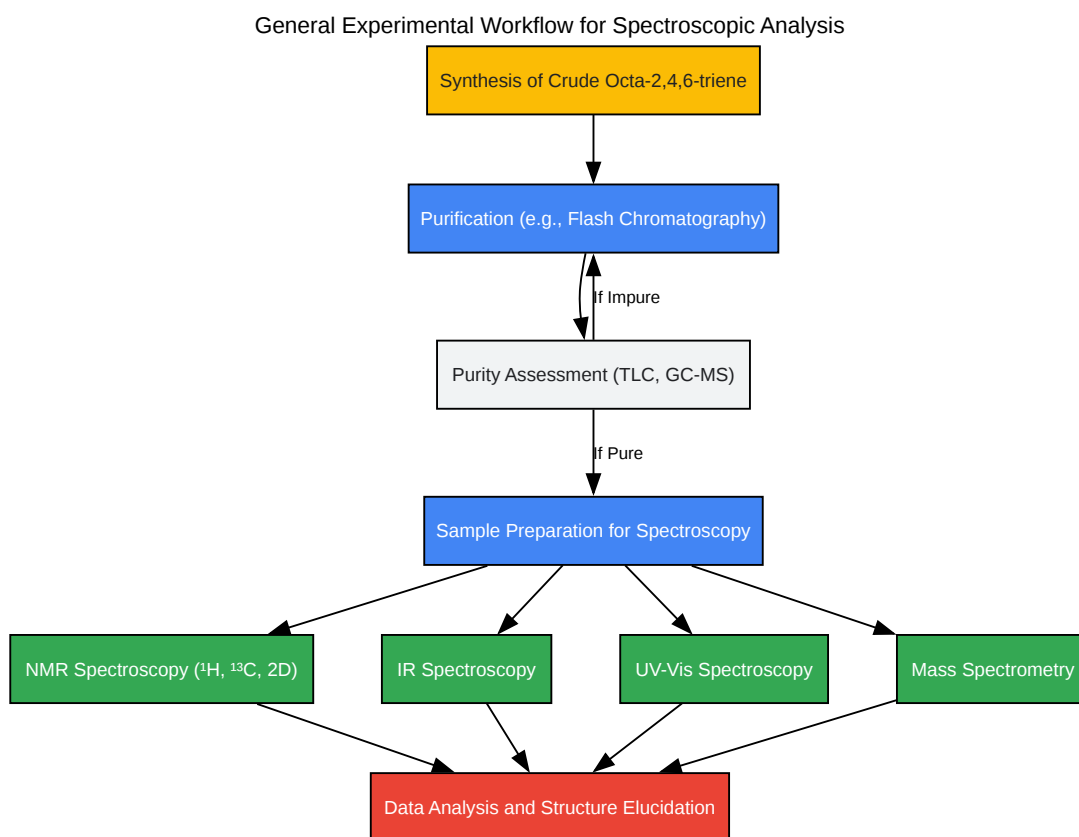 General Experimental Workflow for Spectroscopic Analysis
Synthesis of Crude Octa-2,4,6-triene
Purification (e.g., Flash Chromatography)
If Impure
Purity Assessment (TLC, GC-MS)
If Pure
Sample Preparation for Spectroscopy
NMR Spectroscopy (¹H, ¹³C, 2D)
IR Spectroscopy
UV-Vis Spectroscopy
Mass Spectrometry
Data Analysis and Structure Elucidation